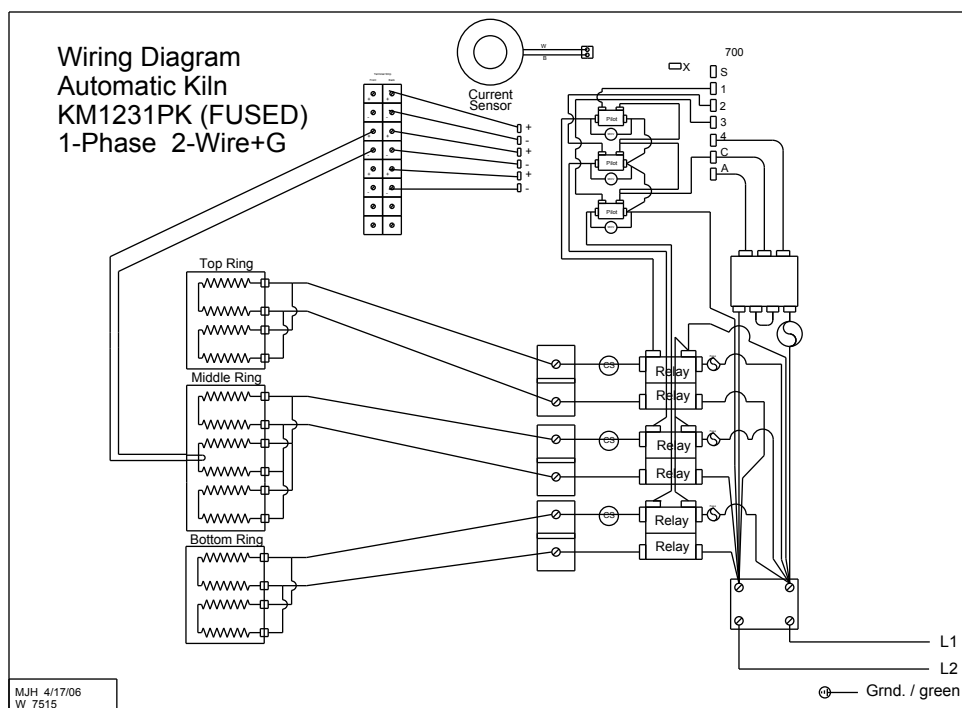 Wiring Diagram
Automatic Kiln
KM1231PK (FUSED)
1-Phase 2-Wire+G
W
B
Current
Sensor
+
-
+
-
+
-
700
X
S
1
2
3
4
C
A
Pilot
Pilot
Pilot
Top Ring
Middle Ring
Bottom Ring
CS
Relay
Relay
CS
Relay
Relay
CS
Relay
Relay
L1
L2
Grnd. / green
MJH 4/17/06
W 7515